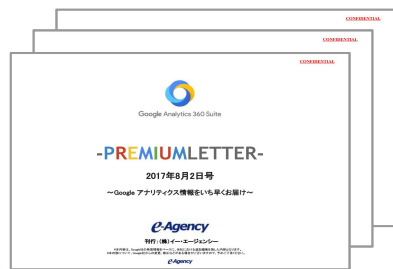 CONFIDENTIAL
CONFIDENTIAL
CONFIDENTIAL
Google Analytics 360 Suite
-PREMIUMLETTER-
2017年8月2日号
～Google アナリティクス情報をいち早くお届け～
e-Agency
刊行:(株)イー・エージェンシー
e-Agency